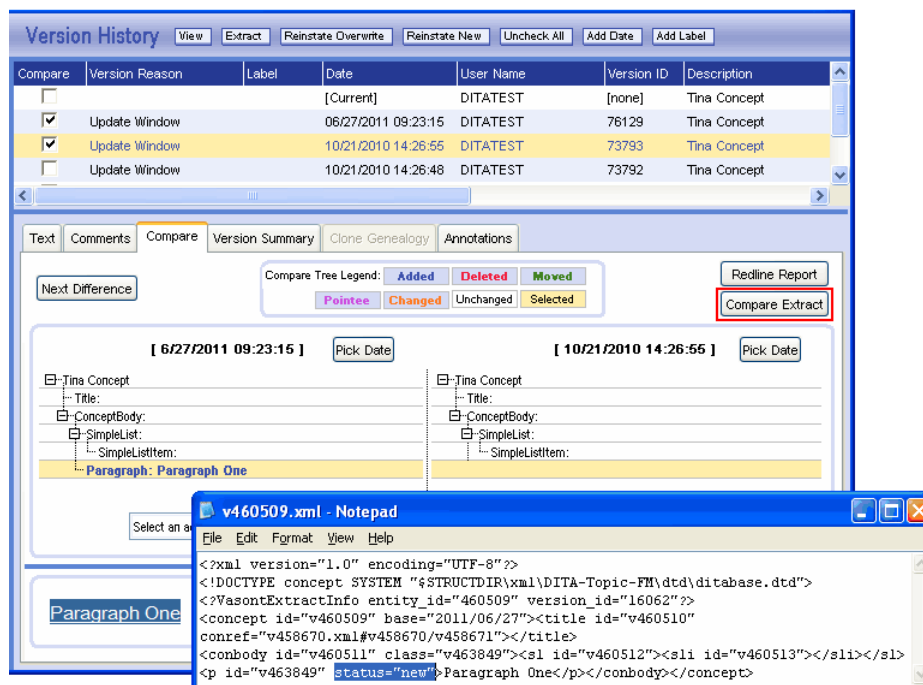 Version History View Extract Reinstate Overwrite Reinstate New Uncheck All Add Date Add Label
Compare Version Reason Label Date User Name Version ID Description
[Current] DITATEST [none] Tina Concept
Update Window 06/27/2011 09:23:15 DITATEST 76129 Tina Concept
Update Window 10/21/2010 14:26:55 DITATEST 73793 Tina Concept
Update Window 10/21/2010 14:26:48 DITATEST 73792 Tina Concept
Text Comments Compare Version Summary Clone Genealogy Annotations
Next Difference
Compare Tree Legend: Added Deleted Moved
Pointee Changed Unchanged Selected
Redline Report
Compare Extract
[ 6/27/2011 09:23:15 ] Pick Date [ 10/21/2010 14:26:55 ] Pick Date
Tina Concept Tina Concept
Title: Title:
ConceptBody: ConceptBody:
SimpleList: SimpleList:
SimpleListItem: SimpleListItem:
Paragraph: Paragraph One
Select an a
v460509.xml - Notepad
File Edit Format View Help
<?xml version="1.0" encoding="UTF-8"?>
<!DOCTYPE concept SYSTEM "$STRUCTDIR\xml\DITA-Topic-FM\dtd\ditabase.dtd">
<?VasontExtractInfo entity_id="460509" version_id="16062"?>
<concept id="v460509" base="2011/06/27"><title id="v460510"
conref="v458670.xml#v458670/v458671"></title>
<conbody id="v460511" class="v463849"><sl id="v460512"><sli id="v460513"></sli></sl>
<p id="v463849" status="new">Paragraph One</p></conbody></concept>
Paragraph One